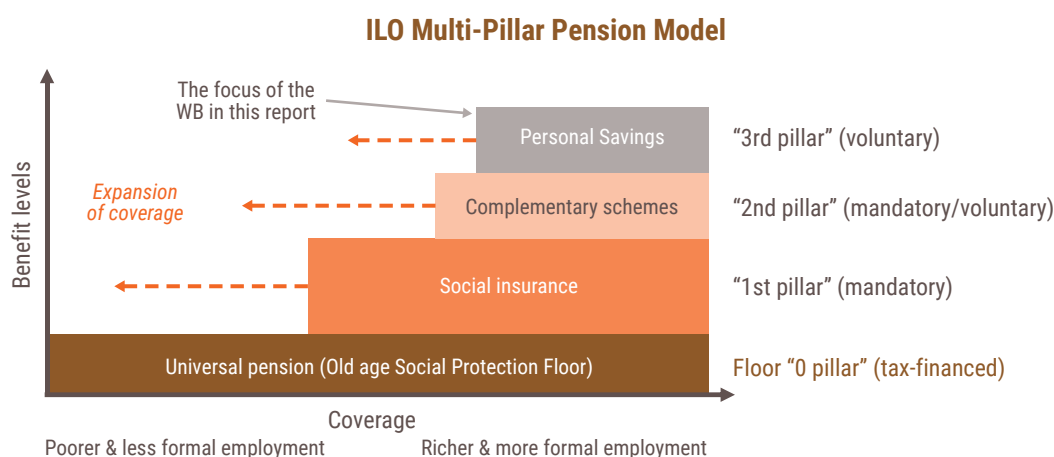 ILO Multi-Pillar Pension Model
The focus of the
WB in this report
Personal Savings
“3rd pillar” (voluntary)
Expansion
of coverage
Complementary schemes
“2nd pillar” (mandatory/voluntary)
Benefit levels
Social insurance
“1st pillar” (mandatory)
Universal pension (Old age Social Protection Floor)
Floor “0 pillar” (tax-financed)
Coverage
Poorer & less formal employment
Richer & more formal employment